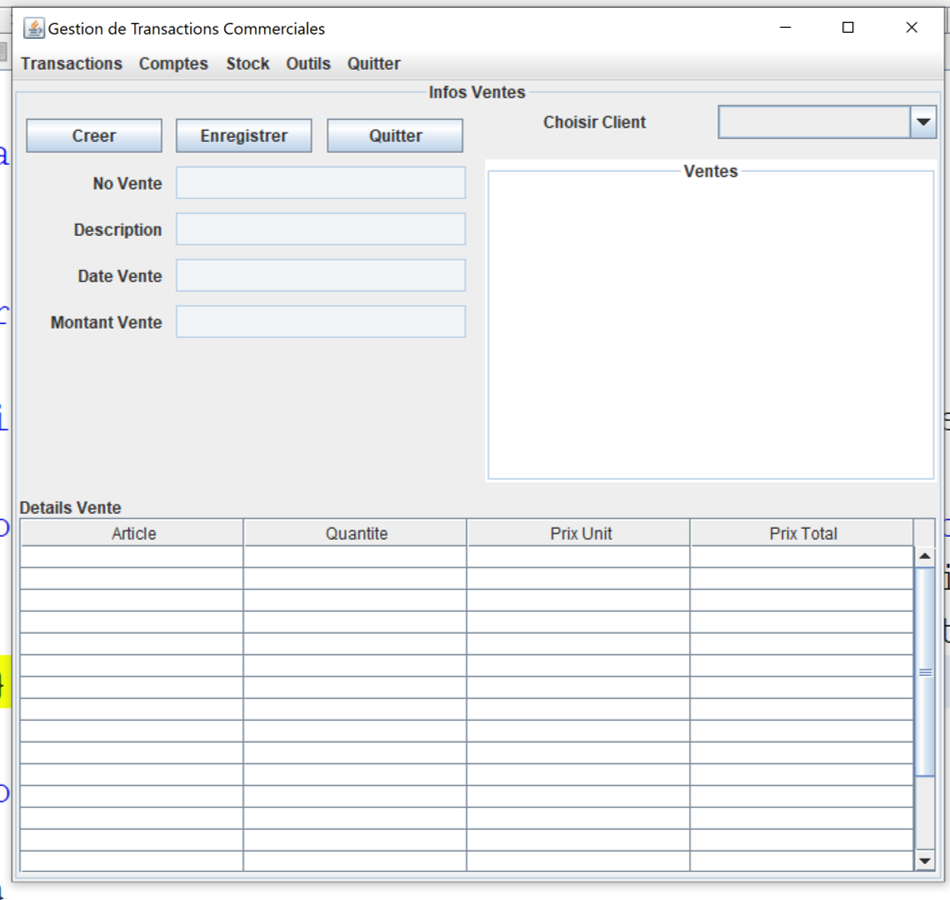 Gestion de Transactions Commerciales
Transactions Comptes Stock Outils Quitter
Infos Ventes
Creer Enregistrer Quitter
Choisir Client
No Vente
Ventes
Description
Date Vente
Montant Vente
Details Vente
Article Quantite Prix Unit Prix Total